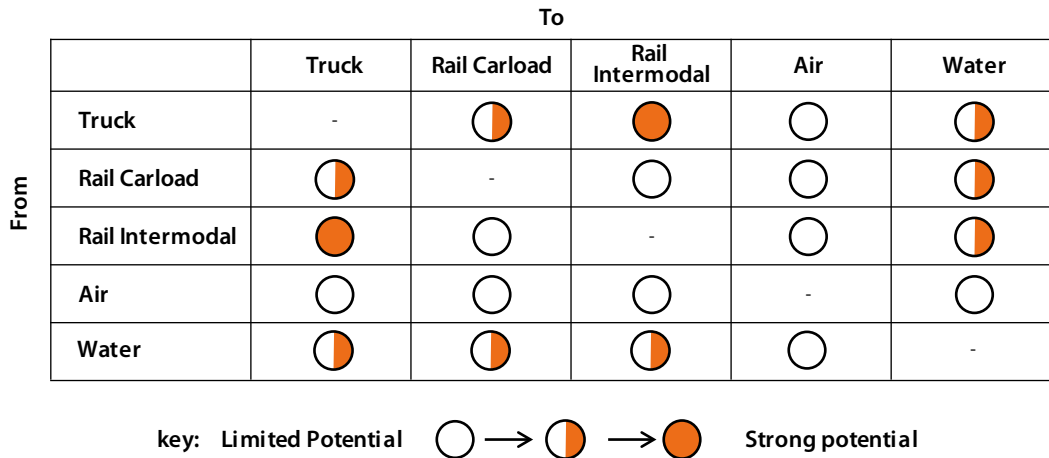 To
Truck Rail Carload Rail Intermodal Air Water
Truck -
Rail Carload -
From
Rail Intermodal -
Air -
Water -
key: Limited Potential Strong potential